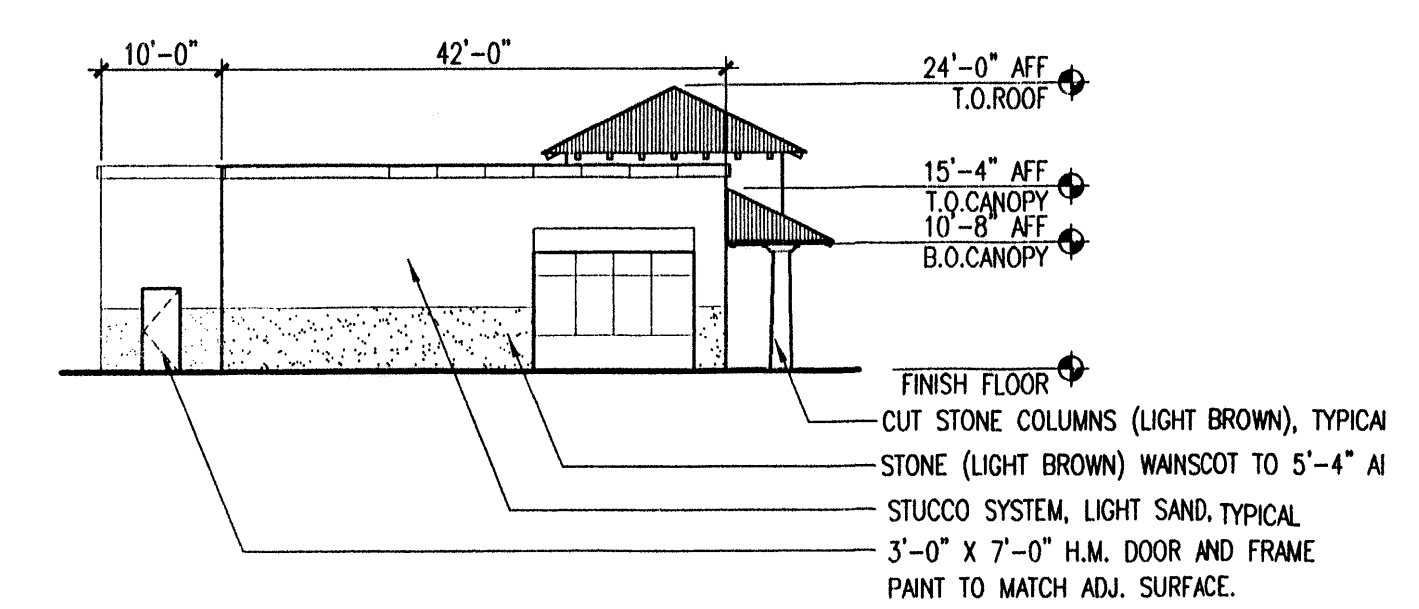 10'-0"
42'-0"
24'-0" AFF
T.O.ROOF
15'-4" AFF
T.O.CANOPY
10'-8" AFF
B.O.CANOPY
FINISH FLOOR
CUT STONE COLUMNS (LIGHT BROWN), TYPICAl
STONE (LIGHT BROWN) WAINSCOT TO 5'-4" AI
STUCCO SYSTEM, LIGHT SAND, TYPICAL
3'-0" X 7'-0" H.M. DOOR AND FRAME
PAINT TO MATCH ADJ. SURFACE.